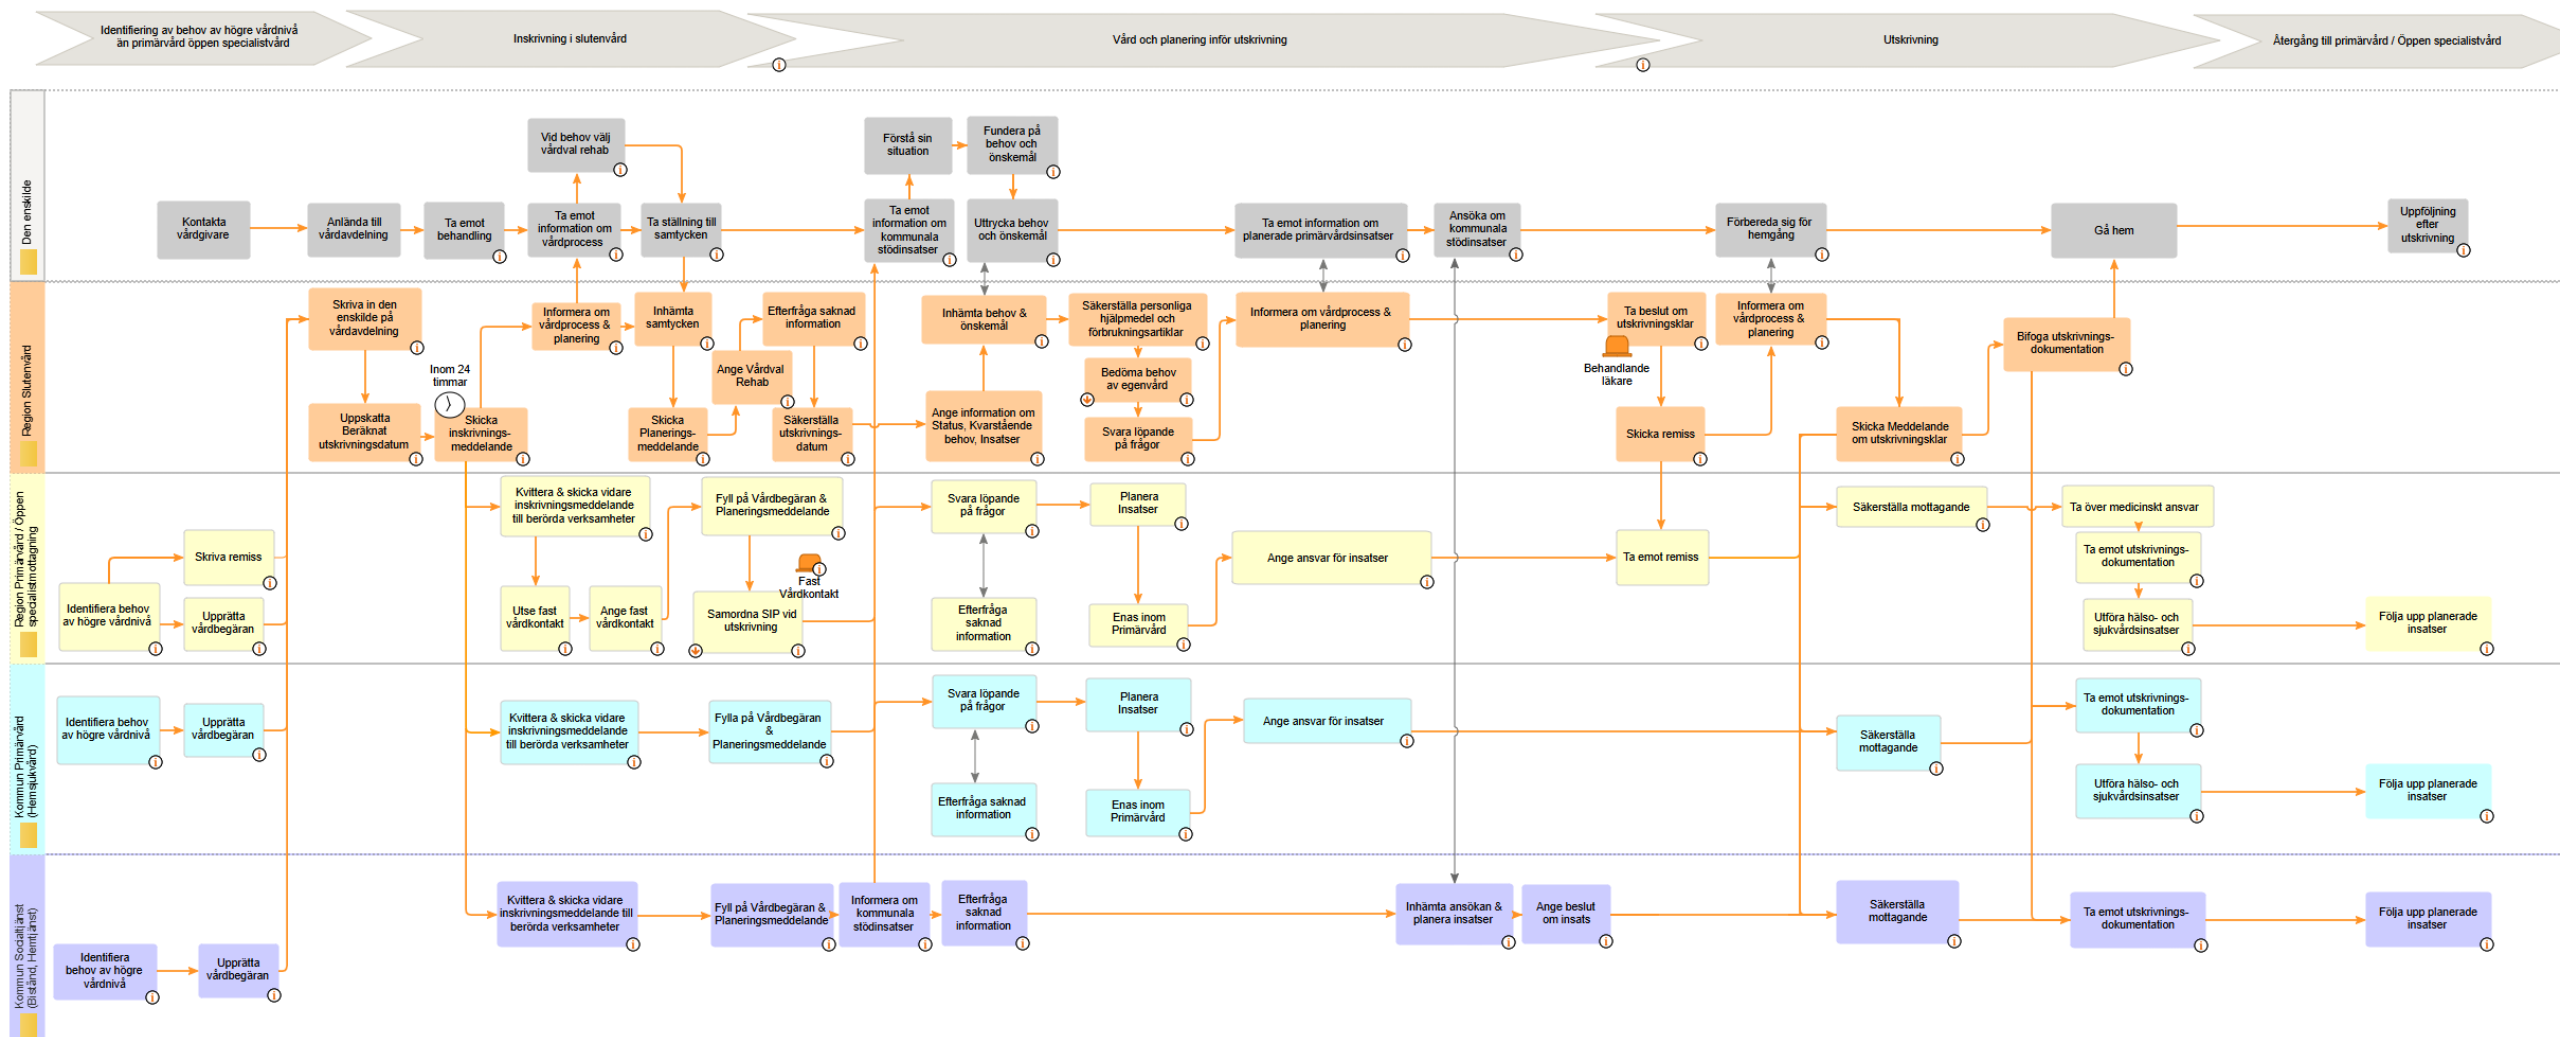 Identifiering av behov av högre vårdnivå
än primärvård öppen specialistvård
Inskrivning i slutenvård
Vård och planering inför utskrivning
Utskrivning
Återgång till primärvård / Öppen specialistvård
Den enskilde
Vid behov välj
vårdval rehab
Förstå sin
situation
Fundera på
behov och
önskemål
Kontakta
vårdgivare
Anlända till
vårdavdelning
Ta emot
behandling
Ta emot
information om
vårdprocess
Ta ställning till
samtycken
Ta emot
information om
kommunala
stödinsatser
Uttrycka behov
och önskemål
Ta emot information om
planerade primärvårdsinsatser
Ansöka om
kommunala
stödinsatser
Förbereda sig för
hemgång
Gå hem
Uppföljning
efter
utskrivning
Region Slutenvård
Skriva in den
enskilde på
vårdavdelning
Informera om
vårdprocess &
planering
Inhämta
samtycken
Efterfråga saknad
information
Inhämta behov &
önskemål
Säkerställa personliga
hjälpmedel och
förbrukningsartiklar
Informera om vårdprocess &
planering
Ta beslut om
utskrivningsklar
Informera om
vårdprocess &
planering
Bifoga utskrivnings-
dokumentation
Inom 24
timmar
Ange Vårdval
Rehab
Bedöma behov
av egenvård
Behandlande
läkare
Uppskatta
Beräknat
utskrivningsdatum
Skicka
inskrivnings-
meddelande
Skicka
Planerings-
meddelande
Säkerställa
utskrivnings-
datum
Ange information om
Status, Kvarstående
behov, Insatser
Svara löpande
på frågor
Skicka remiss
Skicka Meddelande
om utskrivningsklar
Region Primärvård / Öppen
specialistmottagning
Kvittera & skicka vidare
inskrivningsmeddelande
till berörda verksamheter
Fyll på Vårdbegäran &
Planeringsmeddelande
Svara löpande
på frågor
Planera
Insatser
Säkerställa mottagande
Ta över medicinskt ansvar
Skriva remiss
Ange ansvar för insatser
Ta emot remiss
Ta emot utskrivnings-
dokumentation
Fast
Vårdkontakt
Identifiera behov
av högre vårdnivå
Upprätta
vårdbegäran
Utse fast
vårdkontakt
Ange fast
vårdkontakt
Samordna SIP vid
utskrivning
Efterfråga
saknad
information
Enas inom
Primärvård
Utföra hälso- och
sjukvårdsinsatser
Följa upp planerade
insatser
Kommun Primärvård
(Hemsjukvård)
Identifiera behov
av högre vårdnivå
Upprätta
vårdbegäran
Kvittera & skicka vidare
inskrivningsmeddelande
till berörda verksamheter
Fylla på Vårdbegäran
&
Planeringsmeddelande
Svara löpande
på frågor
Planera
Insatser
Ange ansvar för insatser
Säkerställa
mottagande
Ta emot utskrivnings-
dokumentation
Efterfråga saknad
information
Enas inom
Primärvård
Utföra hälso- och
sjukvårdsinsatser
Följa upp planerade
insatser
Kommun Socialtjänst
(Bistånd, Hemtjänst)
Identifiera
behov av högre
vårdnivå
Upprätta
vårdbegäran
Kvittera & skicka vidare
inskrivningsmeddelande till
berörda verksamheter
Fyll på Vårdbegäran &
Planeringsmeddelande
Informera om
kommunala
stödinsatser
Efterfråga
saknad
information
Inhämta ansökan &
planera insatser
Ange beslut
om insats
Säkerställa
mottagande
Ta emot utskrivnings-
dokumentation
Följa upp planerade
insatser